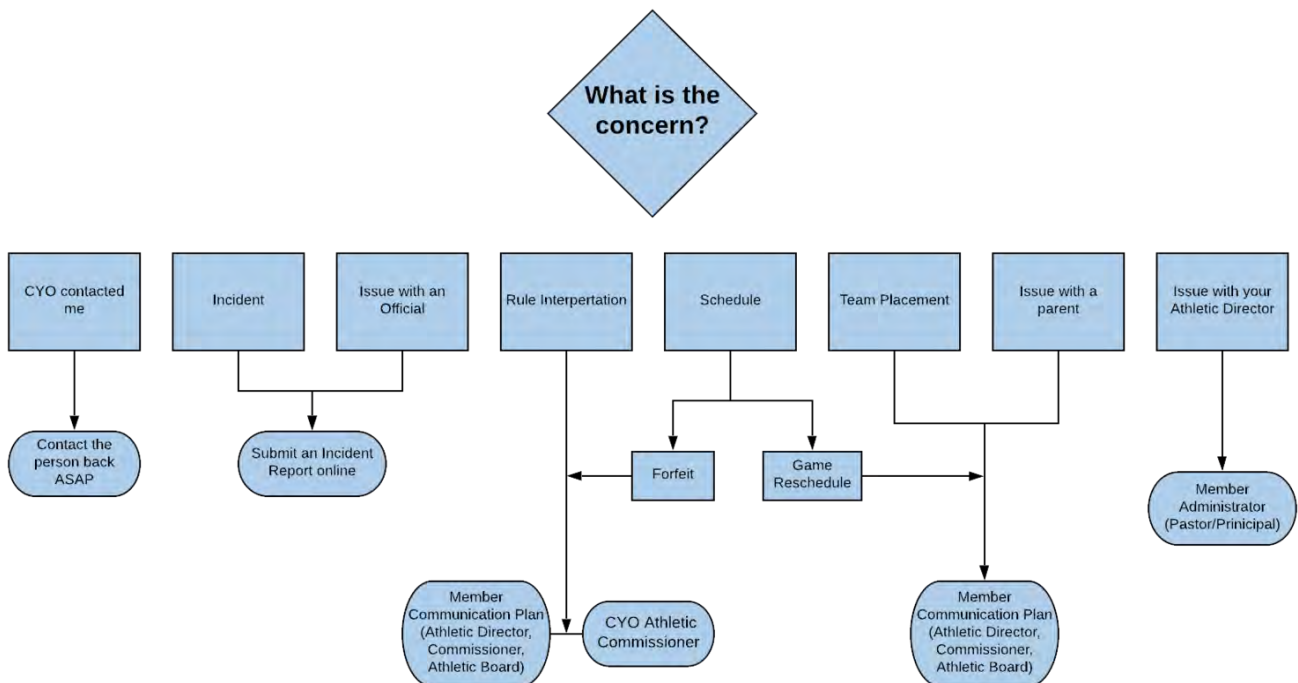 What is the
concern?
CYO contacted
me
Incident
Issue with an
Official
Rule Interpertation
Schedule
Team Placement
Issue with a
parent
Issue with your
Athletic Director
Contact the
person back
ASAP
Submit an Incident
Report online
Forfeit
Game
Reschedule
Member
Administrator
(Pastor/Prinicipal)
Member
Communication Plan
(Athletic Director,
Commissioner,
Athletic Board)
CYO Athletic
Commissioner
Member
Communication Plan
(Athletic Director,
Commissioner,
Athletic Board)